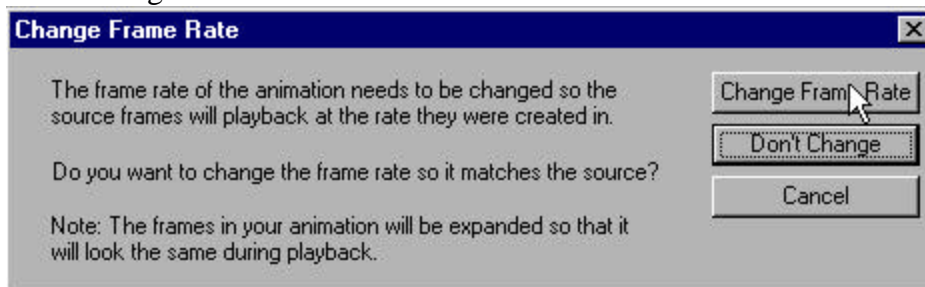 Change Frame Rate
The frame rate of the animation needs to be changed so the
source frames will playback at the rate they were created in.
Do you want to change the frame rate so it matches the source?
Note: The frames in your animation will be expanded so that it
will look the same during playback.
Change Frame Rate
Don't Change
Cancel